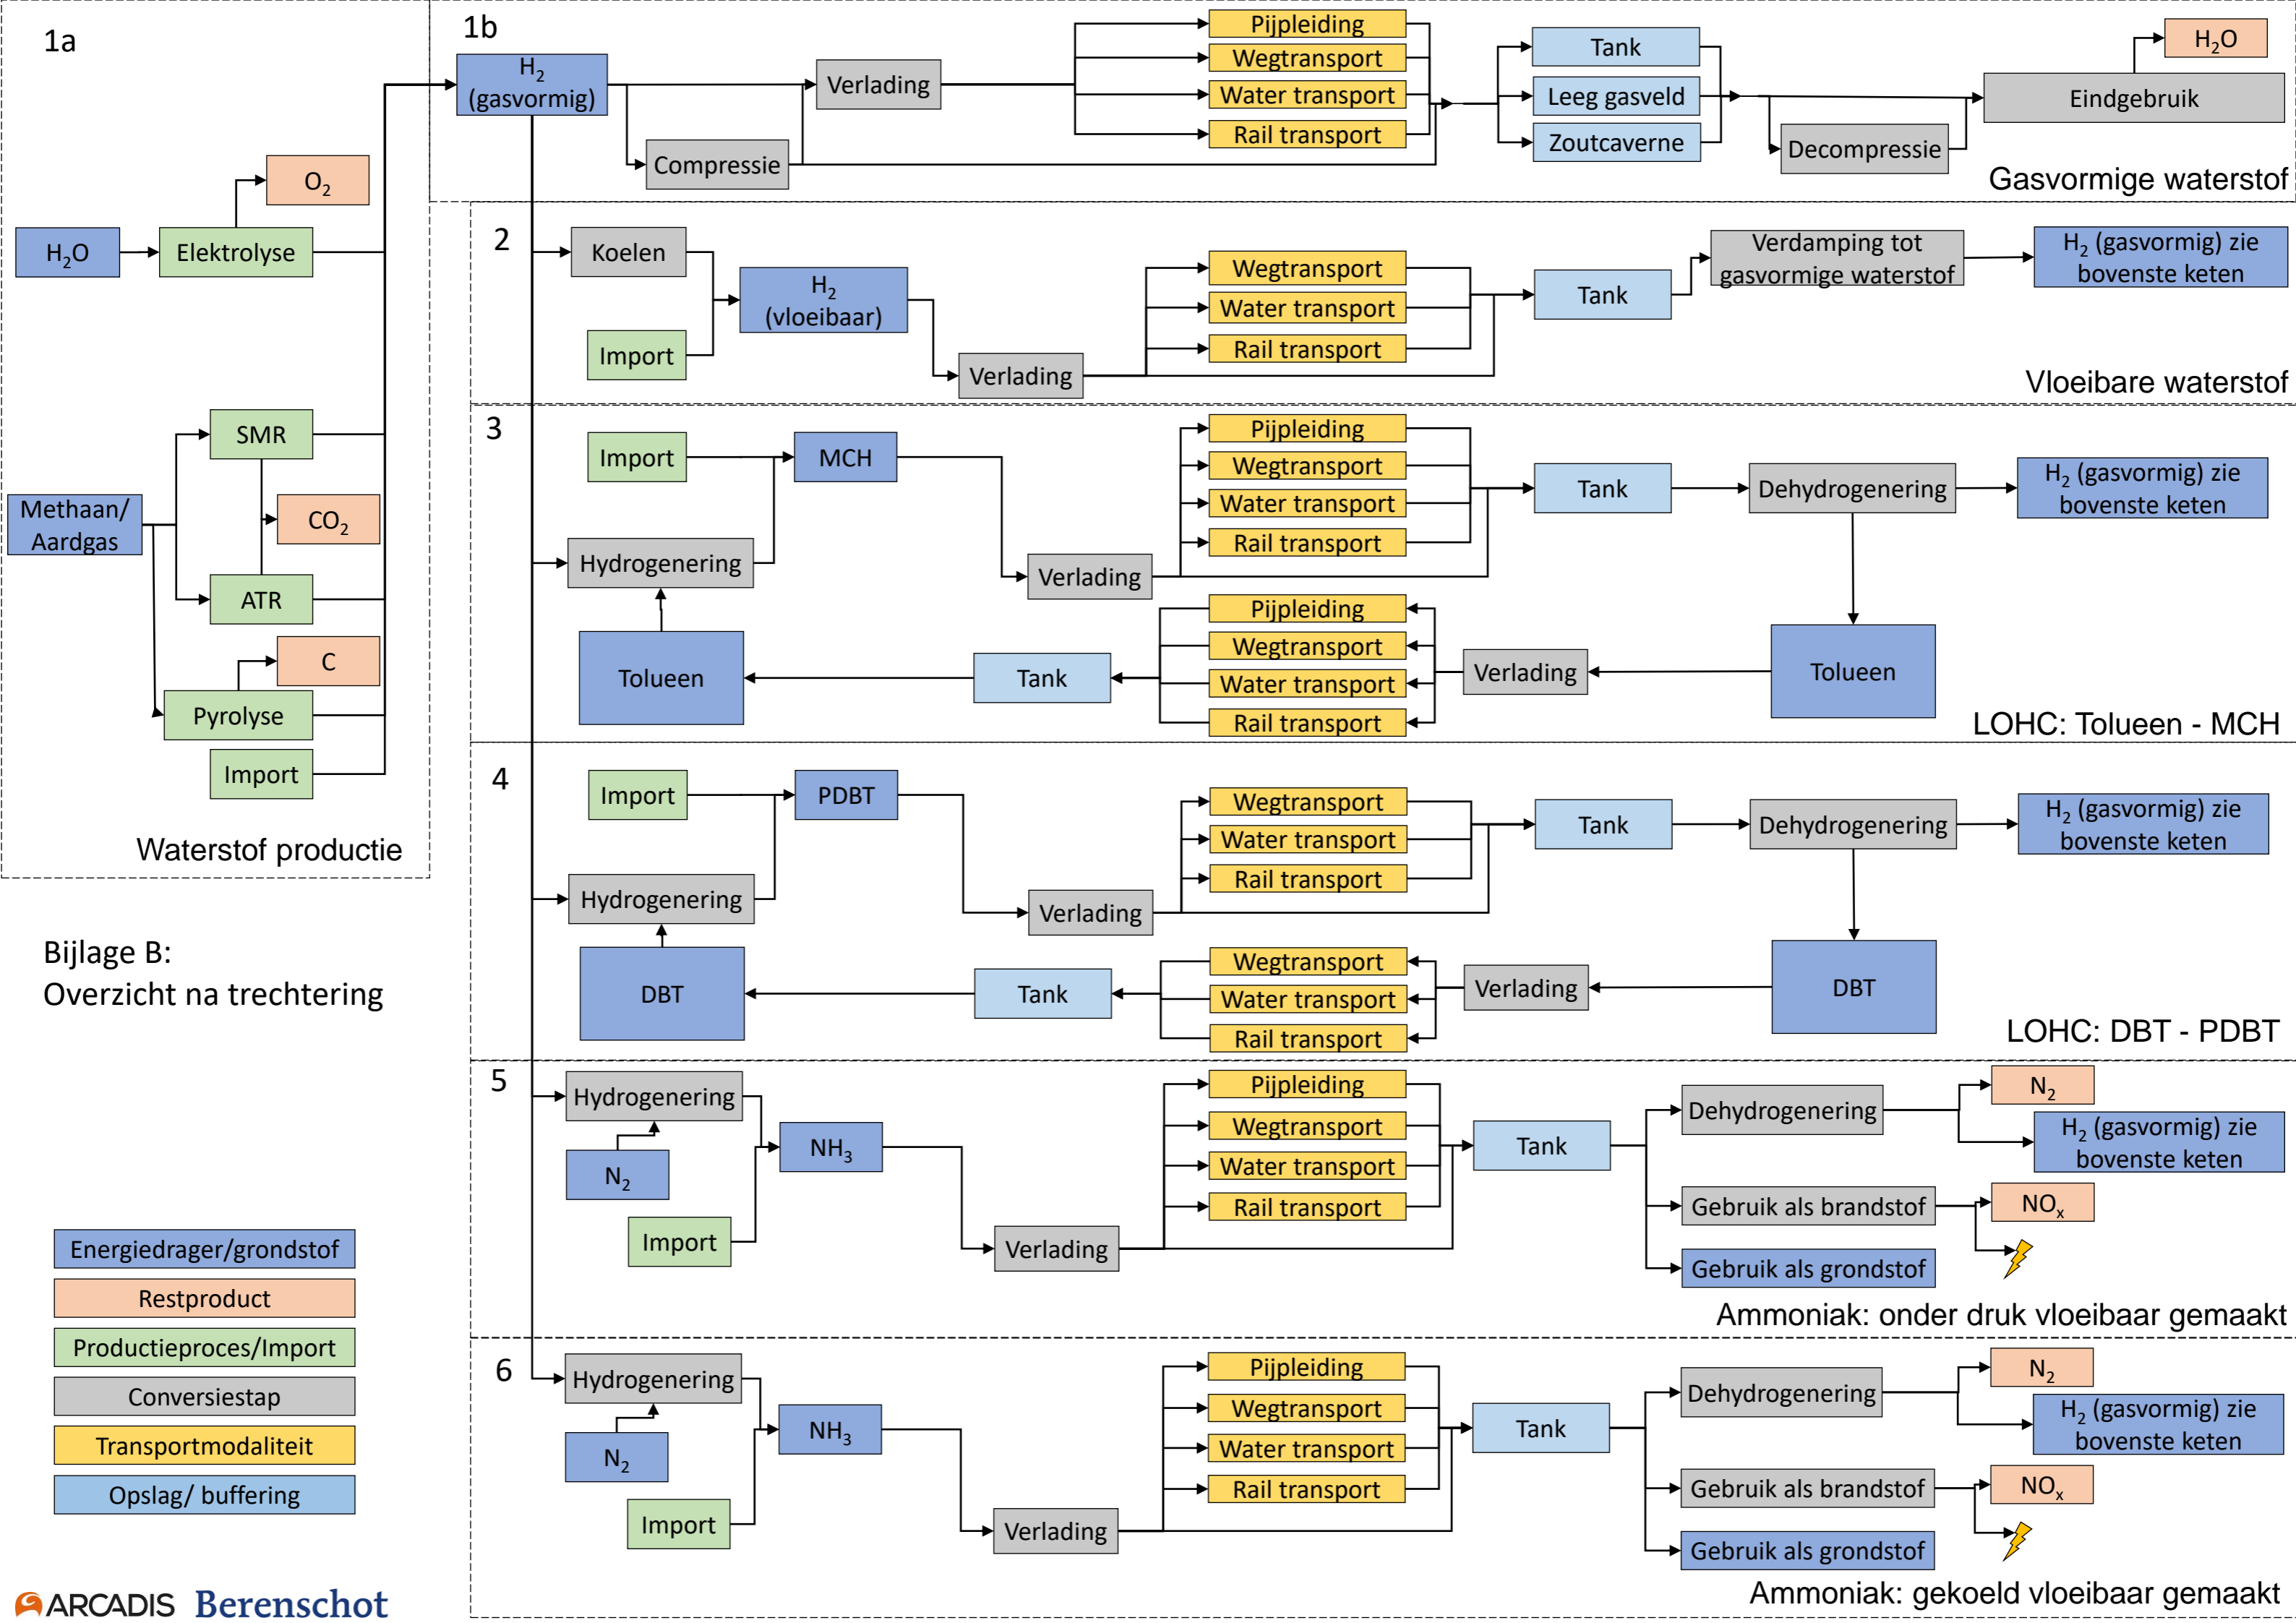 1a
O₂
H₂O
Elektrolyse
SMR
Methaan/
Aardgas
CO₂
ATR
C
Pyrolyse
Import
Waterstof productie
1b
H₂
(gasvormig)
Verlading
Compressie
Pijpleiding
Wegtransport
Water transport
Rail transport
Tank
Leeg gasveld
Zoutcaverne
Decompressie
H₂O
Eindgebruik
Gasvormige waterstof
2
Koelen
Import
H₂
(vloeibaar)
Verlading
Wegtransport
Water transport
Rail transport
Tank
Verdamping tot
gasvormige waterstof
H₂ (gasvormig) zie
bovenste keten
Vloeibare waterstof
3
Import
MCH
Hydrogenering
Verlading
Pijpleiding
Wegtransport
Water transport
Rail transport
Tank
Dehydrogenering
H₂ (gasvormig) zie
bovenste keten
Tolueen
Tank
Pijpleiding
Wegtransport
Water transport
Rail transport
Verlading
Tolueen
LOHC: Tolueen - MCH
4
Import
PDBT
Hydrogenering
Verlading
Wegtransport
Water transport
Rail transport
Tank
Dehydrogenering
H₂ (gasvormig) zie
bovenste keten
DBT
Tank
Wegtransport
Water transport
Rail transport
Verlading
DBT
LOHC: DBT - PDBT
5
Hydrogenering
N₂
Import
NH₃
Verlading
Pijpleiding
Wegtransport
Water transport
Rail transport
Tank
Dehydrogenering
N₂
H₂ (gasvormig) zie
bovenste keten
Gebruik als brandstof
NOₓ
Gebruik als grondstof
Ammoniak: onder druk vloeibaar gemaakt
6
Hydrogenering
N₂
Import
NH₃
Verlading
Pijpleiding
Wegtransport
Water transport
Rail transport
Tank
Dehydrogenering
N₂
H₂ (gasvormig) zie
bovenste keten
Gebruik als brandstof
NOₓ
Gebruik als grondstof
Ammoniak: gekoeld vloeibaar gemaakt
Bijlage B:
Overzicht na trechtering
Energiedrager/grondstof
Restproduct
Productieproces/Import
Conversiestap
Transportmodaliteit
Opslag/ buffering
ARCADIS Berenschot